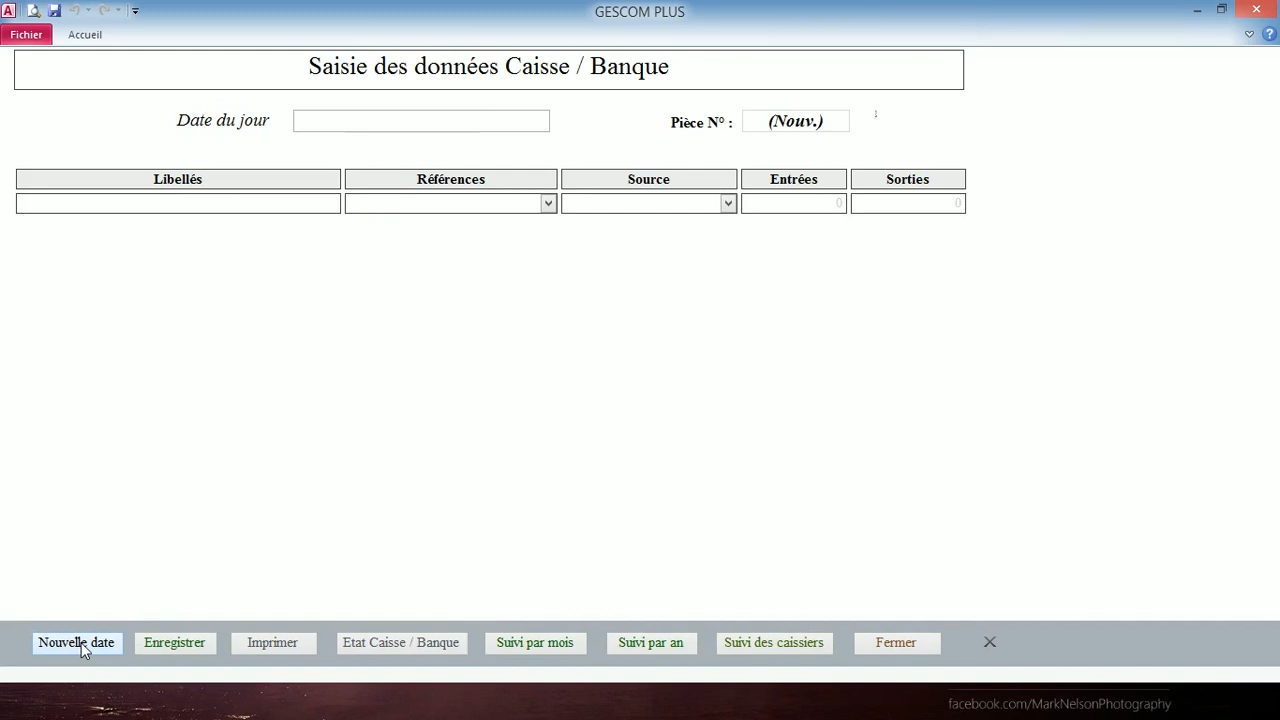 GESCOM PLUS
Fichier Accueil
Saisie des données Caisse / Banque
Date du jour Pièce N° : (Nouv.)
Libellés Références Source Entrées Sorties
0 0
Nouvelle date Enregistrer Imprimer Etat Caisse / Banque Suivi par mois Suivi par an Suivi des caissiers Fermer
facebook.com/MarkNelsonPhotography